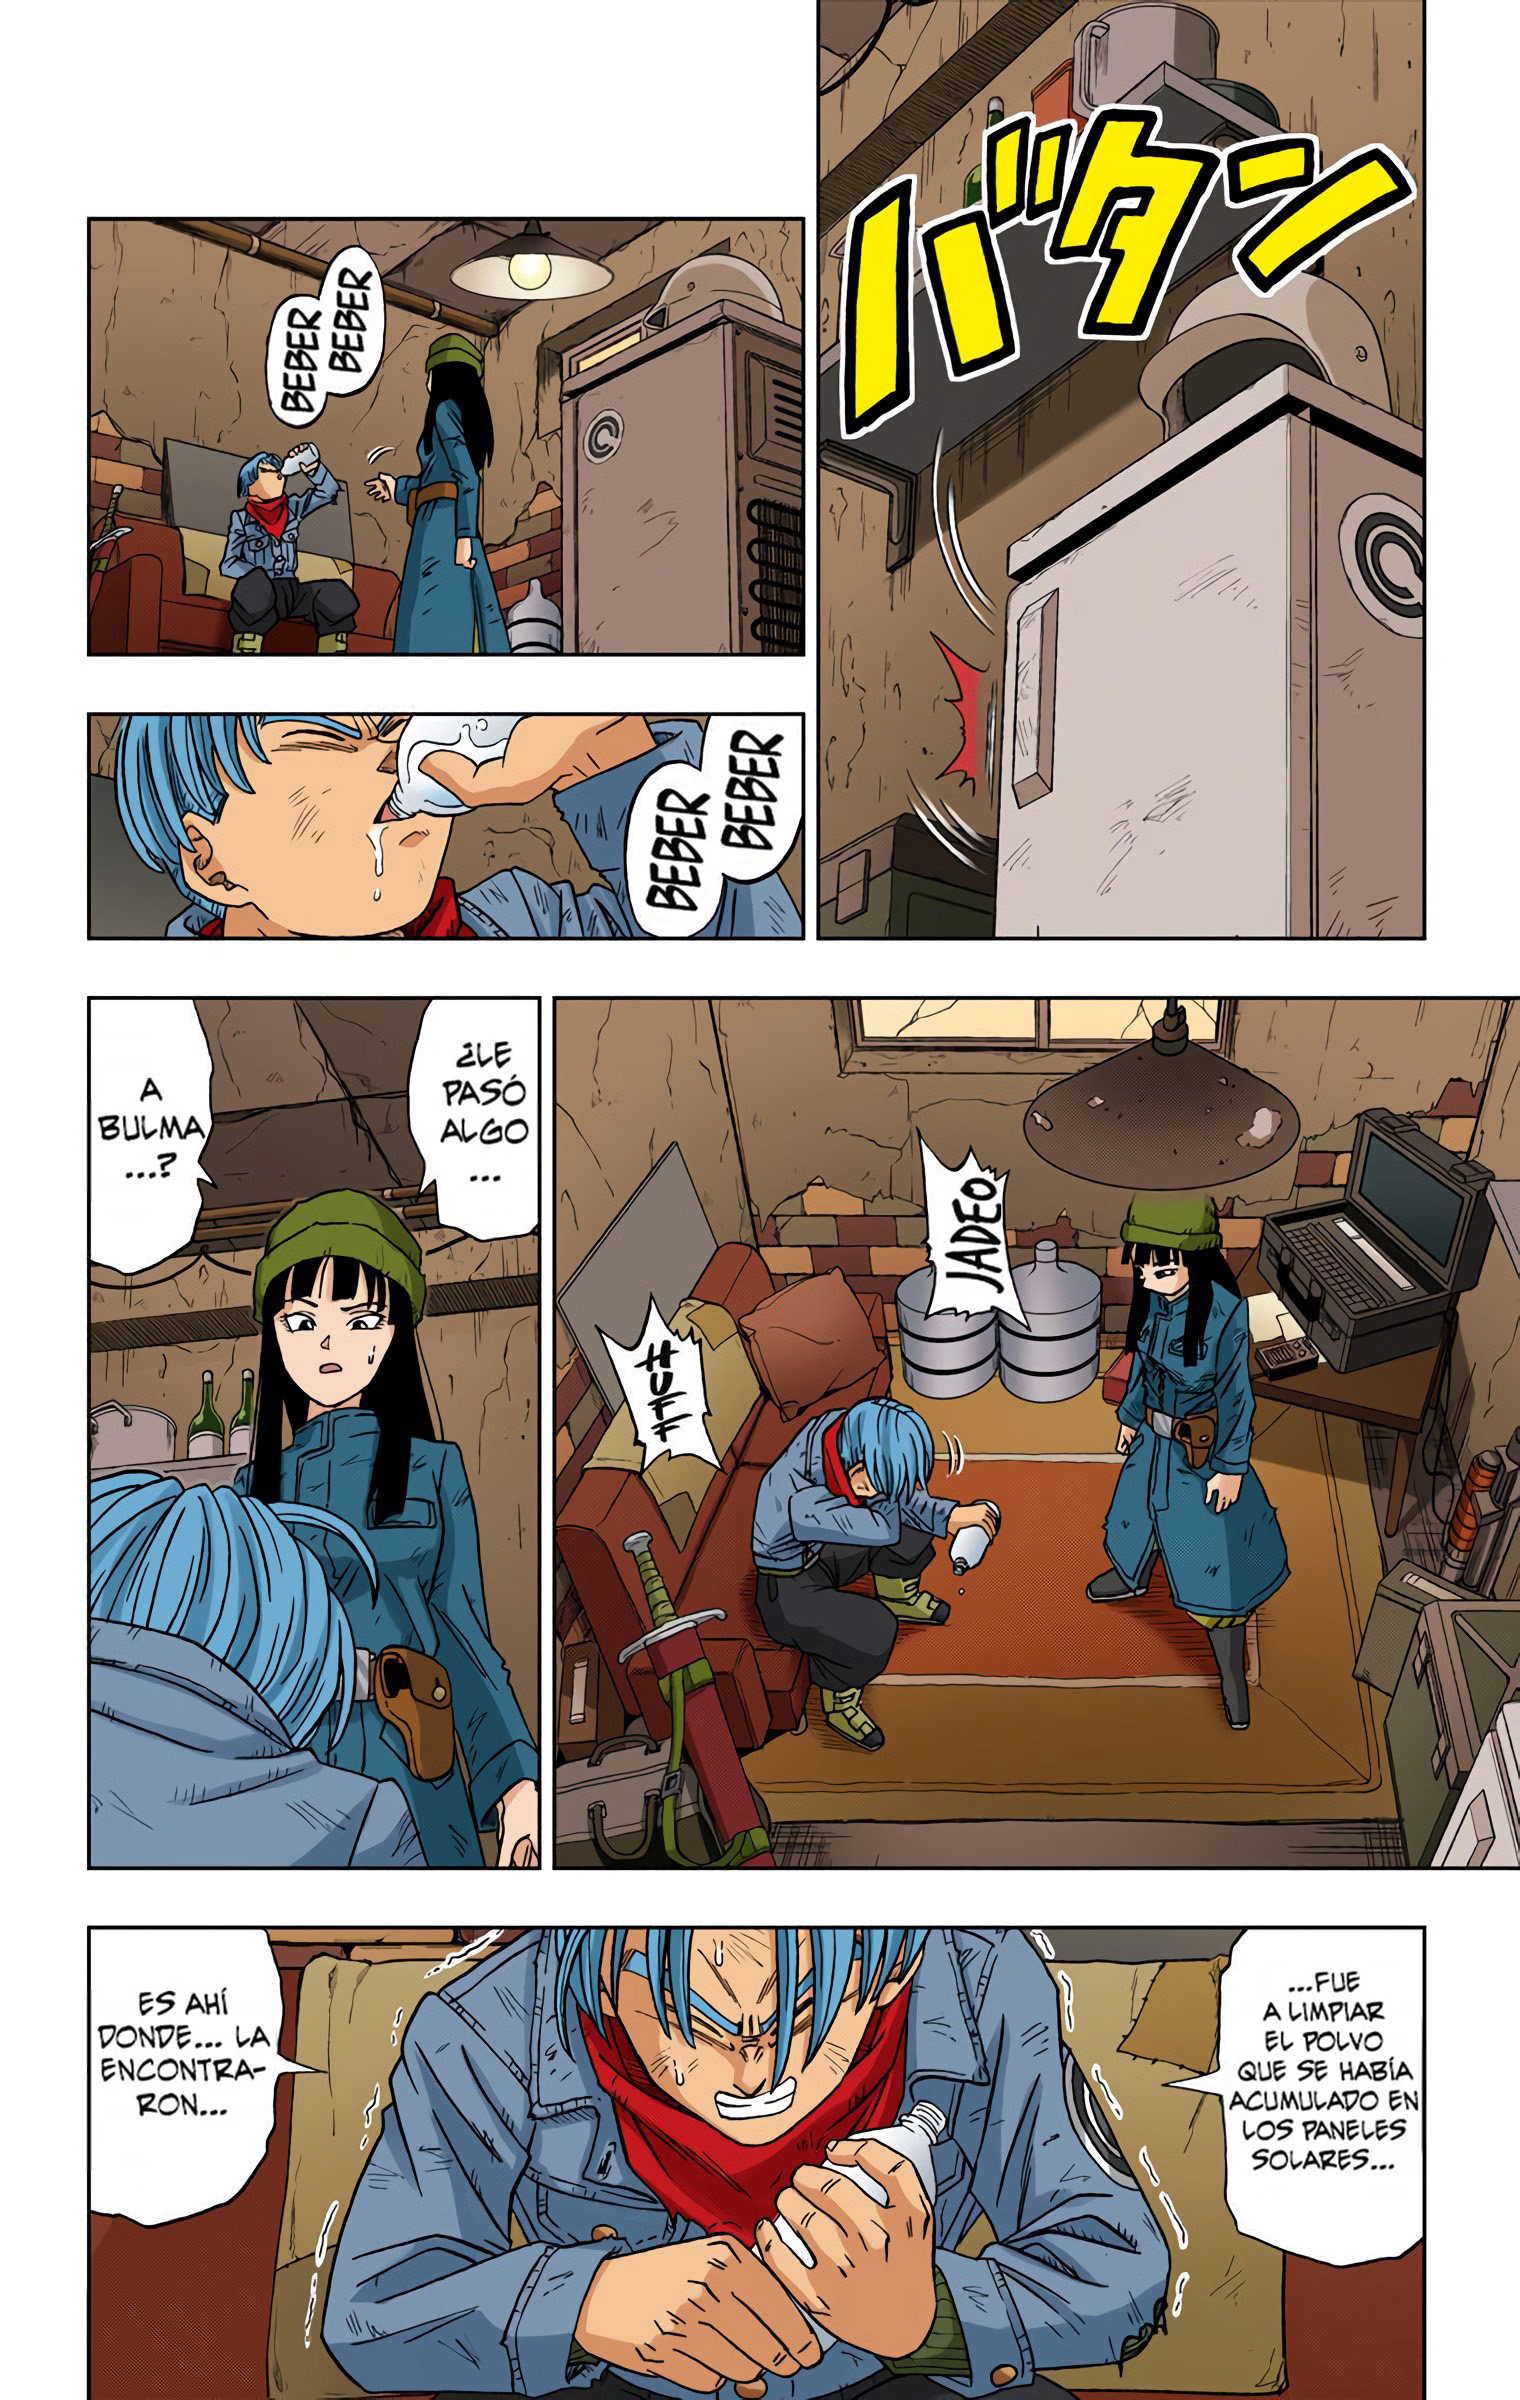 バタン
BEBER
BEBER
BEBER
BEBER
JADEO
HUFF
¿LE
PASÓ
ALGO
...
A
BULMA
...?
...FUE
A LIMPIAR
EL POLVO
QUE SE HABÍA
ACUMULADO EN
LOS PANELES
SOLARES...
ES AHÍ
DONDE... LA
ENCONTRA-
RON...